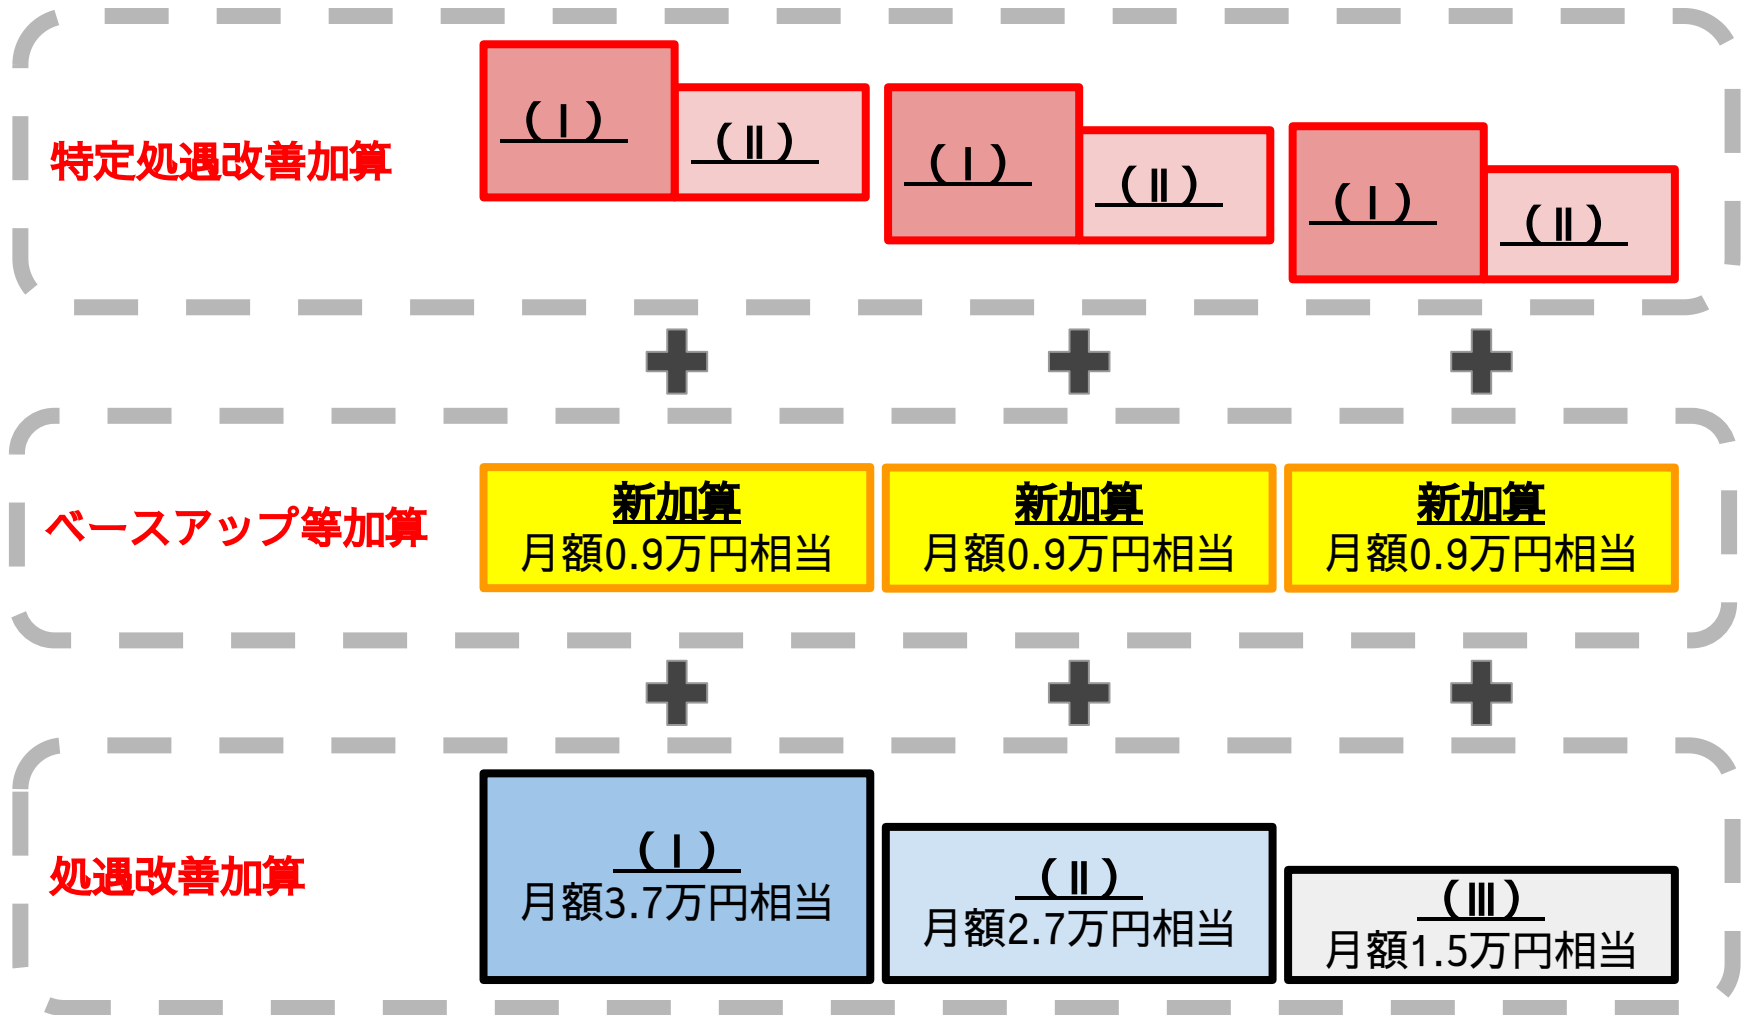 特定処遇改善加算
（Ⅰ）
（Ⅱ）
（Ⅰ）
（Ⅱ）
（Ⅰ）
（Ⅱ）
ベースアップ等加算
新加算
月額0.9万円相当
新加算
月額0.9万円相当
新加算
月額0.9万円相当
処遇改善加算
（Ⅰ）
月額3.7万円相当
（Ⅱ）
月額2.7万円相当
（Ⅲ）
月額1.5万円相当